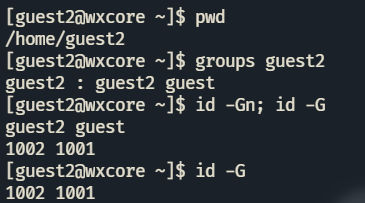 [guest2@wxcore ~]$ pwd
/home/guest2
[guest2@wxcore ~]$ groups guest2
guest2 : guest2 guest
[guest2@wxcore ~]$ id -Gn; id -G
guest2 guest
1002 1001
[guest2@wxcore ~]$ id -G
1002 1001